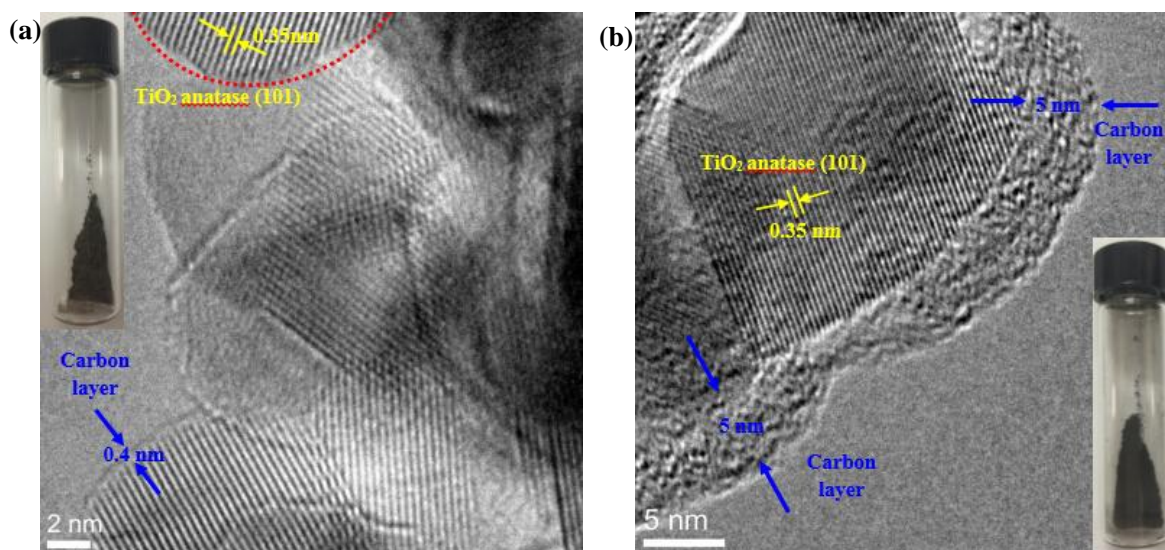 (a)
0.35nm
TiO₂ anatase (101)
Carbon
layer
0.4 nm
2 nm
(b)
5 nm
Carbon
layer
TiO₂ anatase (101)
0.35 nm
5 nm
Carbon
layer
5 nm